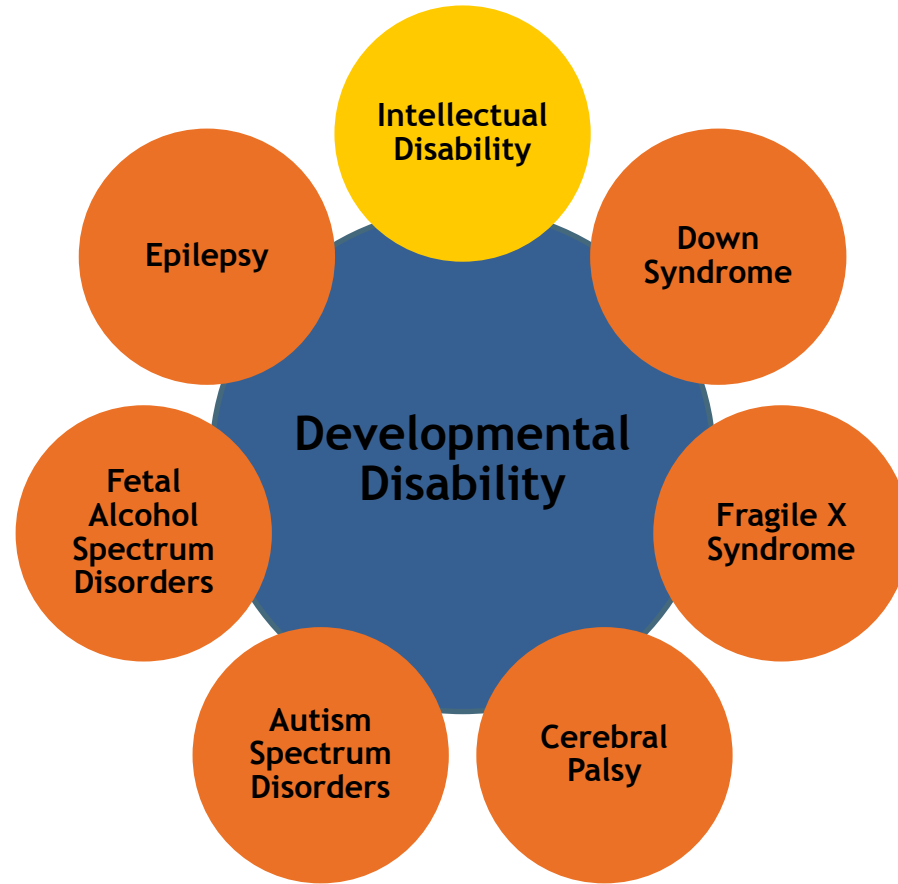 Intellectual
Disability
Down
Syndrome
Fragile X
Syndrome
Cerebral
Palsy
Autism
Spectrum
Disorders
Fetal
Alcohol
Spectrum
Disorders
Epilepsy
Developmental
Disability